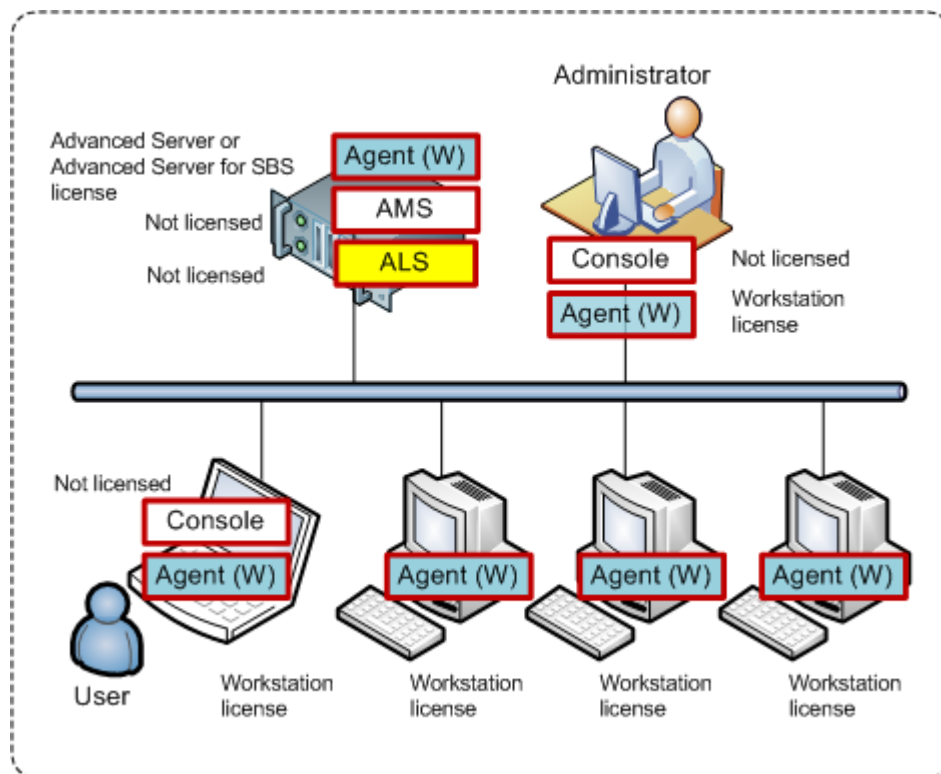 Administrator
Advanced Server or
Advanced Server for SBS
license
Agent (W)
Not licensed
AMS
Not licensed
ALS
Console
Not licensed
Agent (W)
Workstation
license
Not licensed
Console
Agent (W)
Agent (W)
Agent (W)
Agent (W)
User
Workstation
license
Workstation
license
Workstation
license
Workstation
license